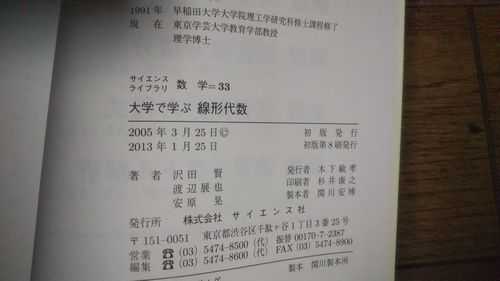 1991年 早稲田大学大学院理工学研究科修士課程修了
現 在 東京学芸大学教育学部教授
理学博士
サイエンス
ライブラリ 数 学=33
大学で学ぶ 線形代数
2005年 3月25日© 初 版 発 行
2013年 1月25日 初版第8刷発行
著 者 沢田 賢 発行者 木下敏孝
渡辺展也 印刷者 杉井康之
安原 晃 製本者 関川安博
発行所 株式会社 サイエンス社
〒151-0051 東京都渋谷区千駄ヶ谷1丁目3番25号
営業 ☎ (03) 5474-8500(代) 振替 00170-7-2387
編集 ☎ (03) 5474-8600(代) FAX (03) 5474-8900
製本 関川製本所